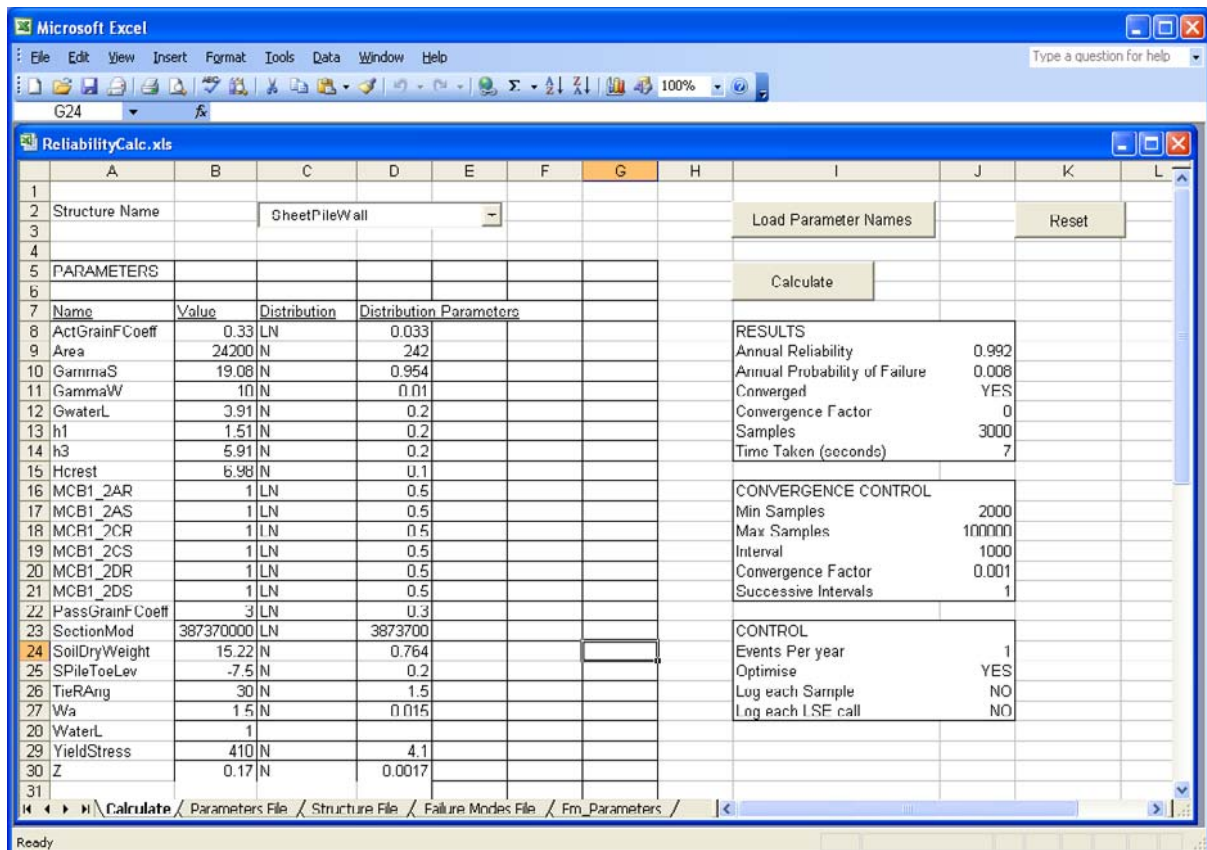 Microsoft Excel
File Edit View Insert Format Tools Data Window Help Type a question for help
100%
G24 fx
ReliabilityCalc.xls
A B C D E F G H I J K L
1
2 Structure Name SheetPileWall Load Parameter Names Reset
3
4
5 PARAMETERS Calculate
6
7 Name Value Distribution Distribution Parameters
8 ActGrainFCoeff 0.33 LN 0.033 RESULTS
9 Area 24200 N 242 Annual Reliability 0.992
10 GammaS 19.08 N 0.954 Annual Probability of Failure 0.008
11 GammaW 10 N 0.01 Converged YES
12 GwaterL 3.91 N 0.2 Convergence Factor 0
13 h1 1.51 N 0.2 Samples 3000
14 h3 5.91 N 0.2 Time Taken (seconds) 7
15 Hcrest 6.98 N 0.1
16 MCB1_2AR 1 LN 0.5 CONVERGENCE CONTROL
17 MCB1_2AS 1 LN 0.5 Min Samples 2000
18 MCB1_2CR 1 LN 0.5 Max Samples 100000
19 MCB1_2CS 1 LN 0.5 Interval 1000
20 MCB1_2DR 1 LN 0.5 Convergence Factor 0.001
21 MCB1_2DS 1 LN 0.5 Successive Intervals 1
22 PassGrainFCoeff 3 LN 0.3
23 SectionMod 387370000 LN 3873700 CONTROL
24 SoilDryWeight 15.22 N 0.764 Events Per year 1
25 SPileToeLev -7.5 N 0.2 Optimise YES
26 TieRAng 30 N 1.5 Log each Sample NO
27 Wa 1.5 N 0.015 Log each LSE call NO
28 WaterL 1
29 YieldStress 410 N 4.1
30 Z 0.17 N 0.0017
31
Calculate / Parameters File / Structure File / Failure Modes File / Fm_Parameters /
Ready